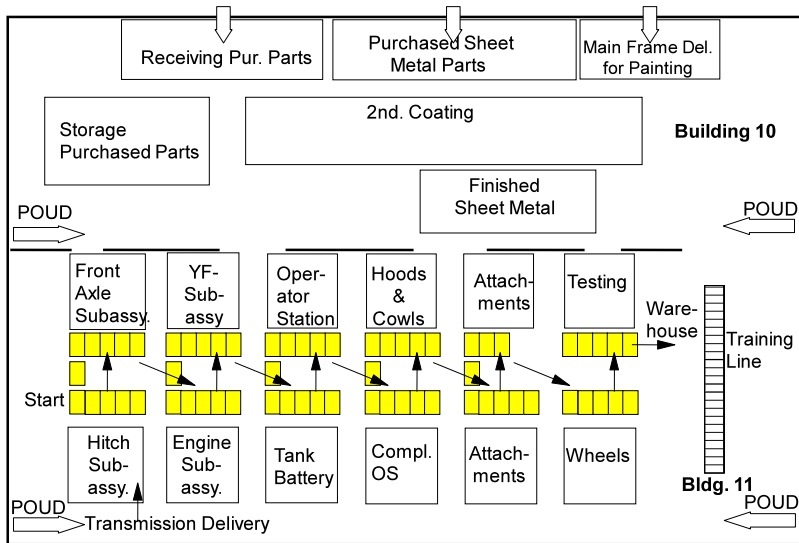 Receiving Pur. Parts
Purchased Sheet
Metal Parts
Main Frame Del.
for Painting
Storage
Purchased Parts
2nd. Coating
Building 10
Finished
Sheet Metal
POUD
POUD
Front
Axle
Subassy.
YF-
Sub-
assy
Oper-
ator
Station
Hoods
&
Cowls
Attach-
ments
Testing
Ware-
house
Training
Line
Start
Hitch
Sub-
assy.
Engine
Sub-
assy.
Tank
Battery
Compl.
OS
Attach-
ments
Wheels
Bldg. 11
POUD
Transmission Delivery
POUD